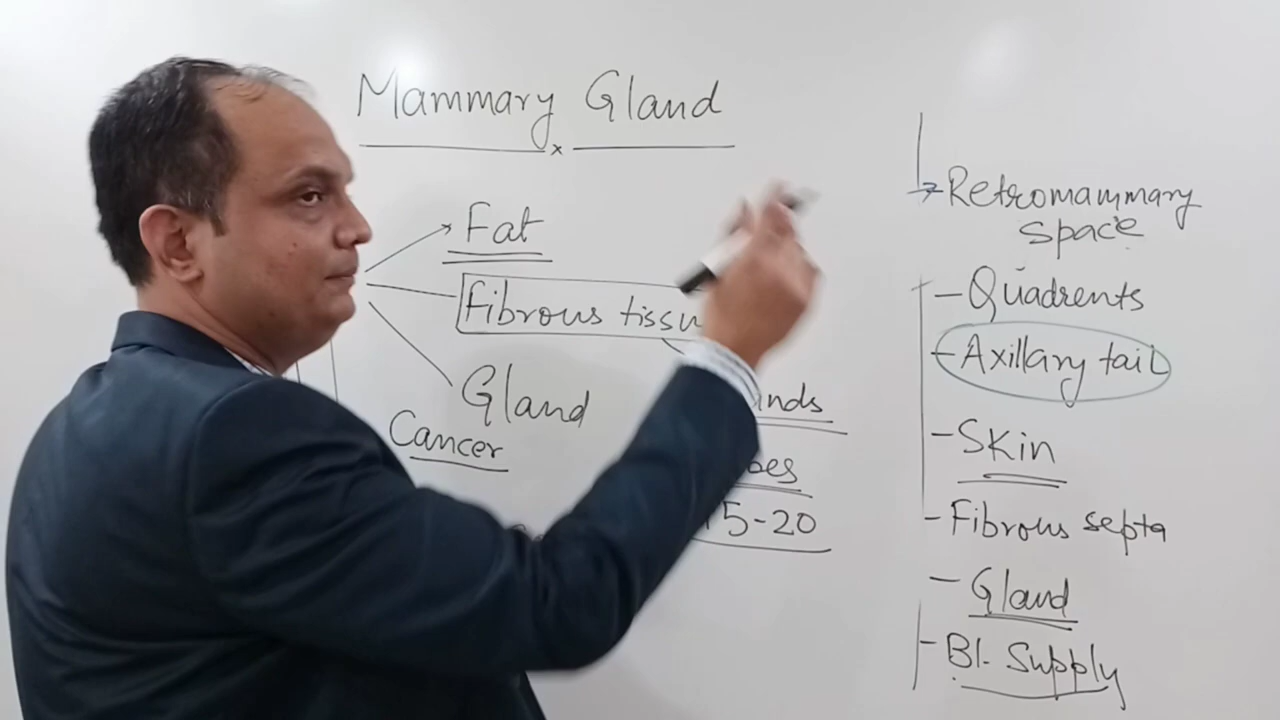 Mammary Gland
Fat
Fibrous tissu
Gland
Cancer
inds
bes
15-20
Retromammary
space
- Quadrents
- Axillary tail
- Skin
- Fibrous septa
- Gland
- Bl. Supply